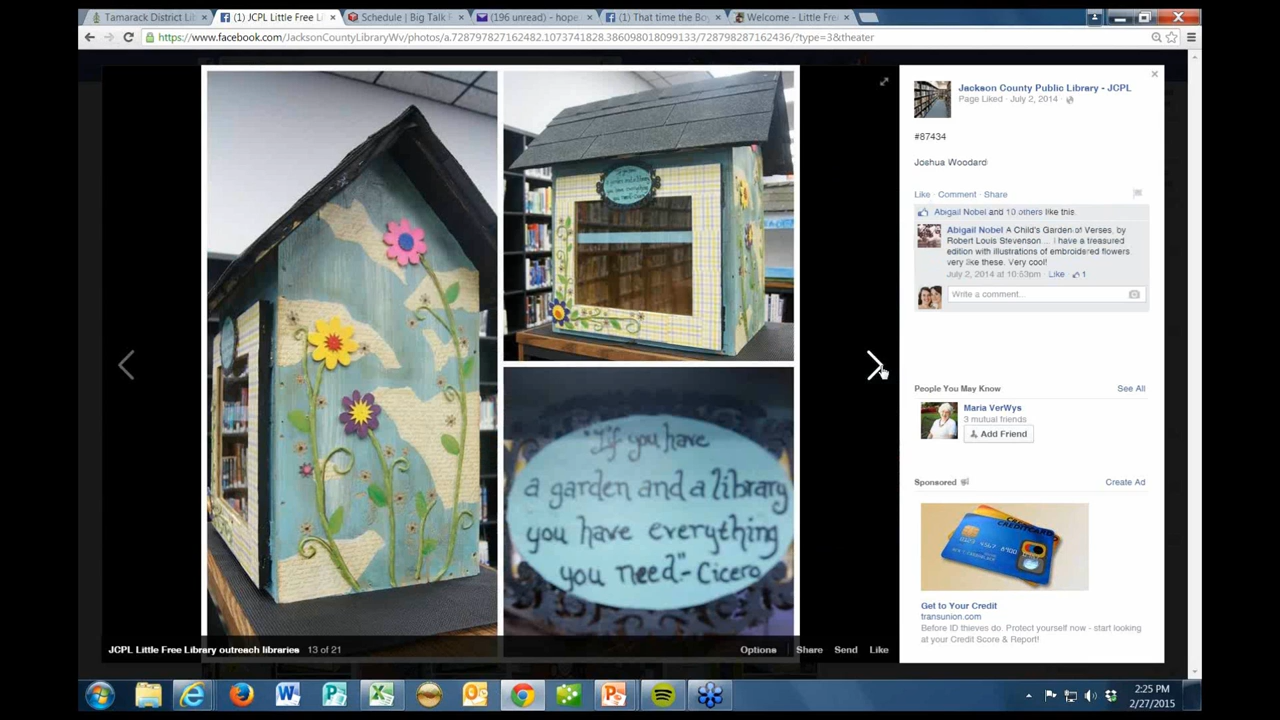 Tamarack District Li
(1) JCPL Little Free Li
Schedule | Big Talk F
(196 unread) - hope
(1) That time the Bo
Welcome - Little Fre
https://www.facebook.com/JacksonCountyLibraryWv/photos/a.728797827162482.1073741828.386098018099133/728798287162436/?type=3&theater
"If you have
a garden and a library
you have everything
you need."- Cicero
JCPL Little Free Library outreach libraries 13 of 21
Options Share Send Like
Jackson County Public Library - JCPL
Page Liked · July 2, 2014 ·
#87434
Joshua Woodard
Like · Comment · Share
Abigail Nobel and 10 others like this.
Abigail Nobel A Child's Garden of Verses, by
Robert Louis Stevenson... I have a treasured
edition with illustrations of embroidered flowers
very like these. Very cool!
July 2, 2014 at 10:53pm · Like · 1
Write a comment...
People You May Know See All
Maria VerWys
3 mutual friends
Add Friend
Sponsored Create Ad
Get to Your Credit
transunion.com
Before ID thieves do. Protect yourself now - start looking
at your Credit Score & Report!
2:25 PM
2/27/2015